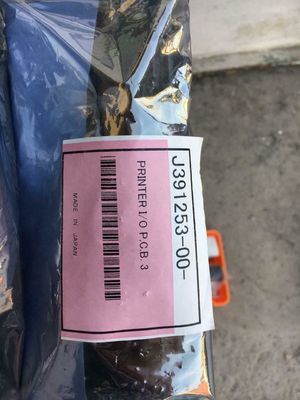 J391253-00-
PRINTER I/O P.C.B. 3
MADE IN JAPAN